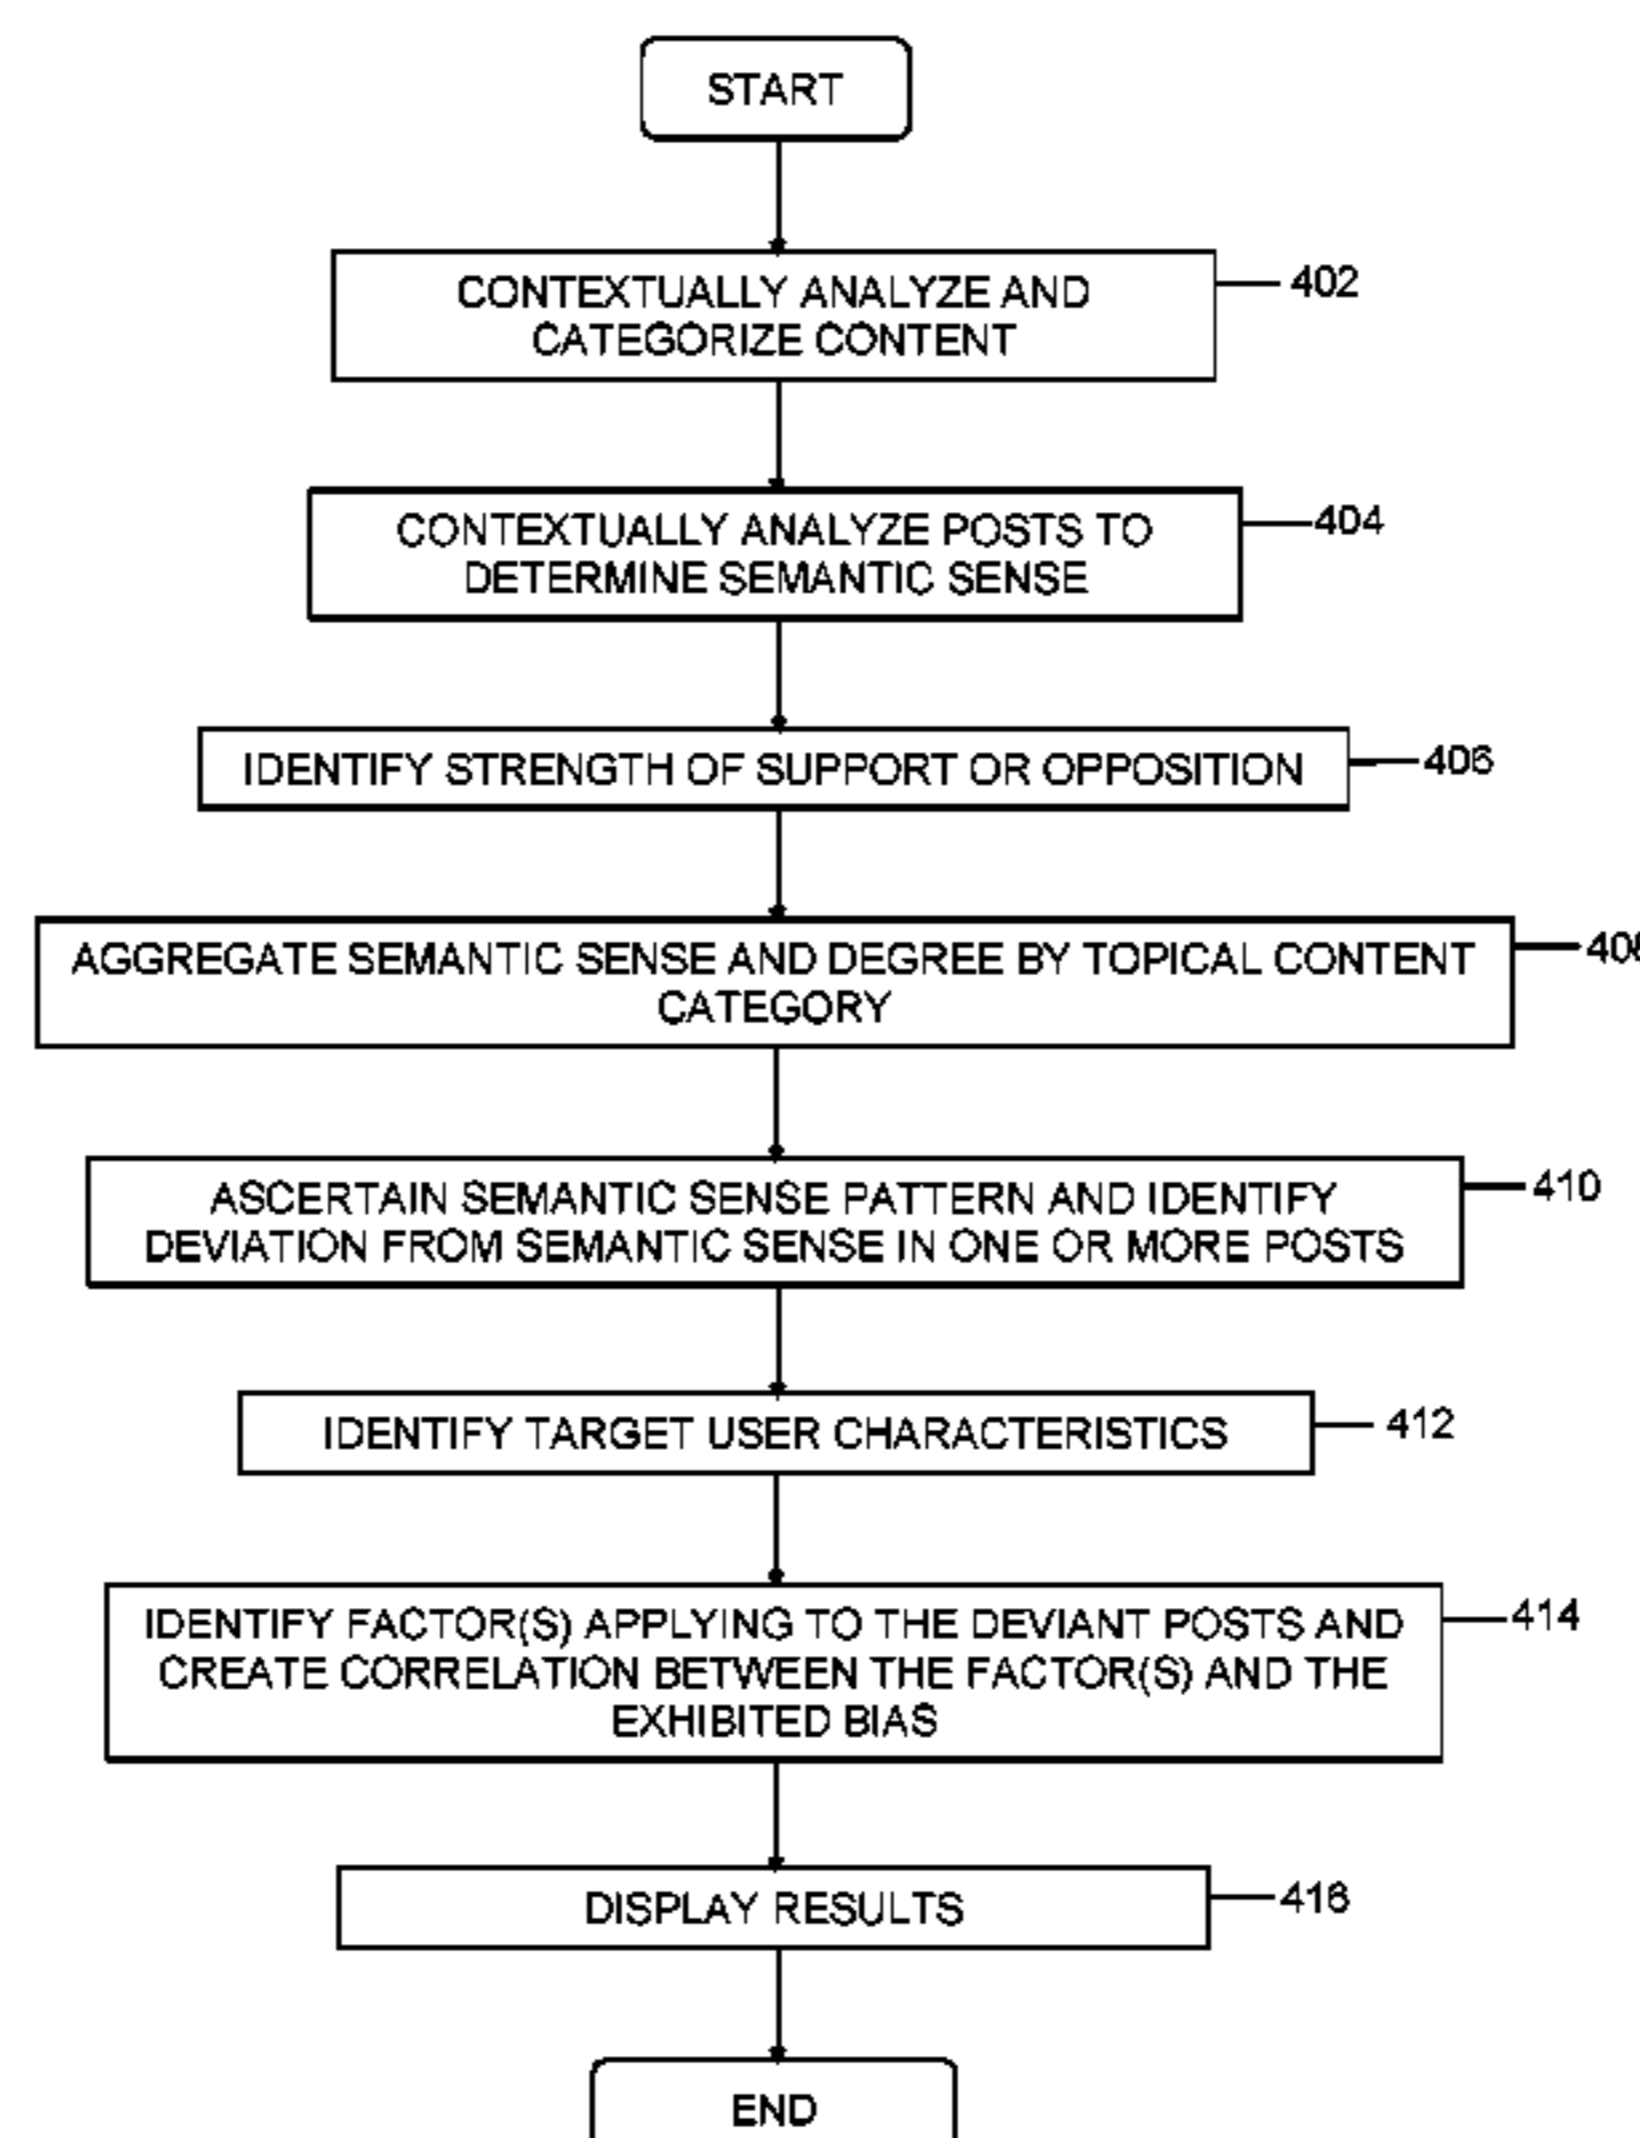 START
CONTEXTUALLY ANALYZE AND
CATEGORIZE CONTENT
402
CONTEXTUALLY ANALYZE POSTS TO
DETERMINE SEMANTIC SENSE
404
IDENTIFY STRENGTH OF SUPPORT OR OPPOSITION
406
AGGREGATE SEMANTIC SENSE AND DEGREE BY TOPICAL CONTENT
CATEGORY
ASCERTAIN SEMANTIC SENSE PATTERN AND IDENTIFY
DEVIATION FROM SEMANTIC SENSE IN ONE OR MORE POSTS
410
IDENTIFY TARGET USER CHARACTERISTICS
412
IDENTIFY FACTOR(S) APPLYING TO THE DEVIANT POSTS AND
CREATE CORRELATION BETWEEN THE FACTOR(S) AND THE
EXHIBITED BIAS
414
DISPLAY RESULTS
416
END